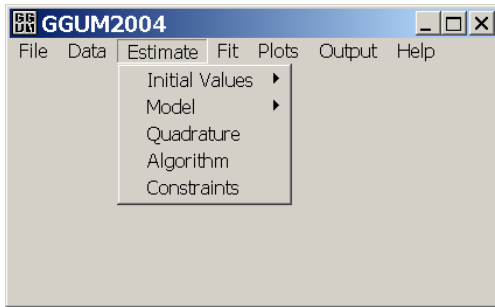 GGUM2004
File Data Estimate Fit Plots Output Help
Initial Values
Model
Quadrature
Algorithm
Constraints